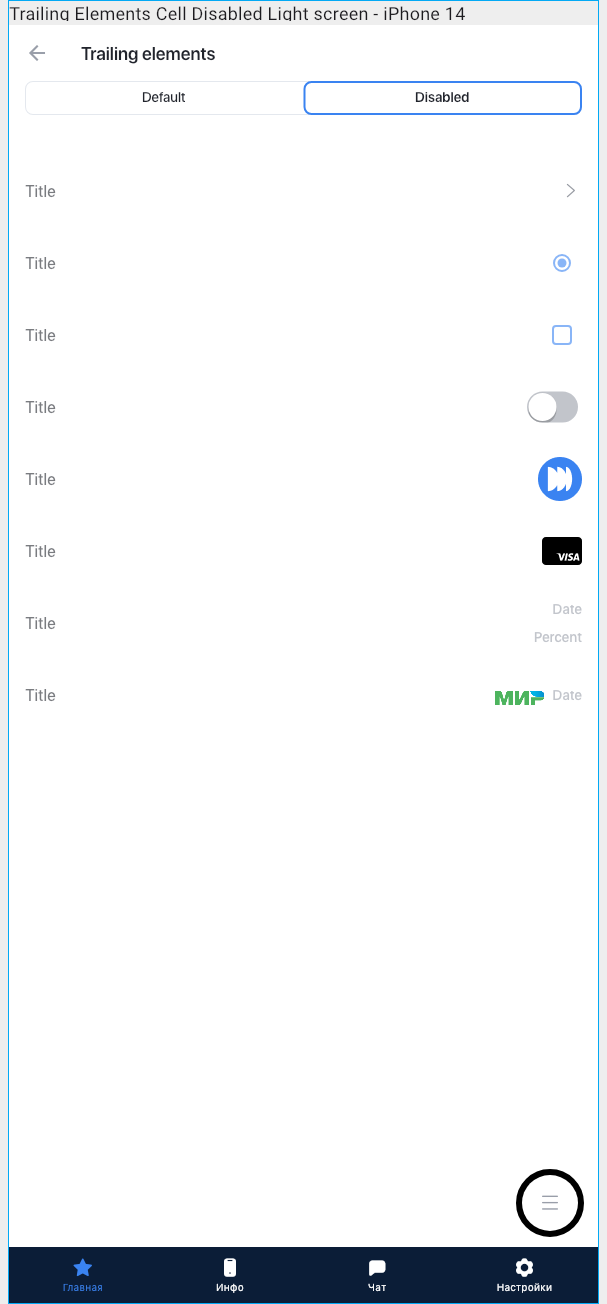 Trailing Elements Cell Disabled Light screen - iPhone 14
Trailing elements
Default Disabled
Title
Title
Title
Title
Title
Title VISA
Date
Title
Percent
Title МИР Date
Главная Инфо Чат Настройки